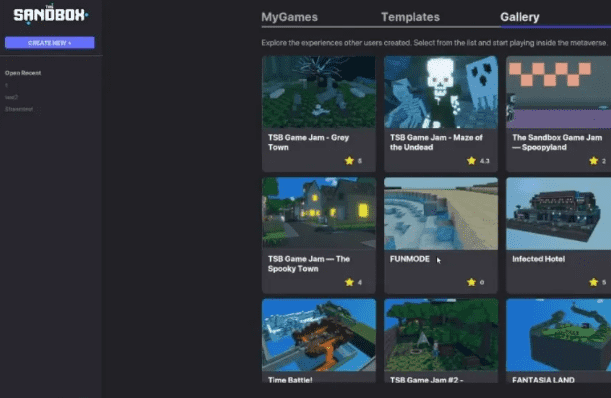 THE
SANDBOX
MyGames
Templates
Gallery
CREATE NEW +
Explore the experiences other users created. Select from the list and start playing inside the metaverse.
Open Recent
1
TSB Game Jam - Grey
Town
5
TSB Game Jam - Maze of
the Undead
4.3
The Sandbox Game Jam
— Spoopyland
2
TSB Game Jam — The
Spooky Town
4
FUNMODE
0
Infected Hotel
5
Time Battle!
TSB Game Jam #2 -
FANTASIA LAND